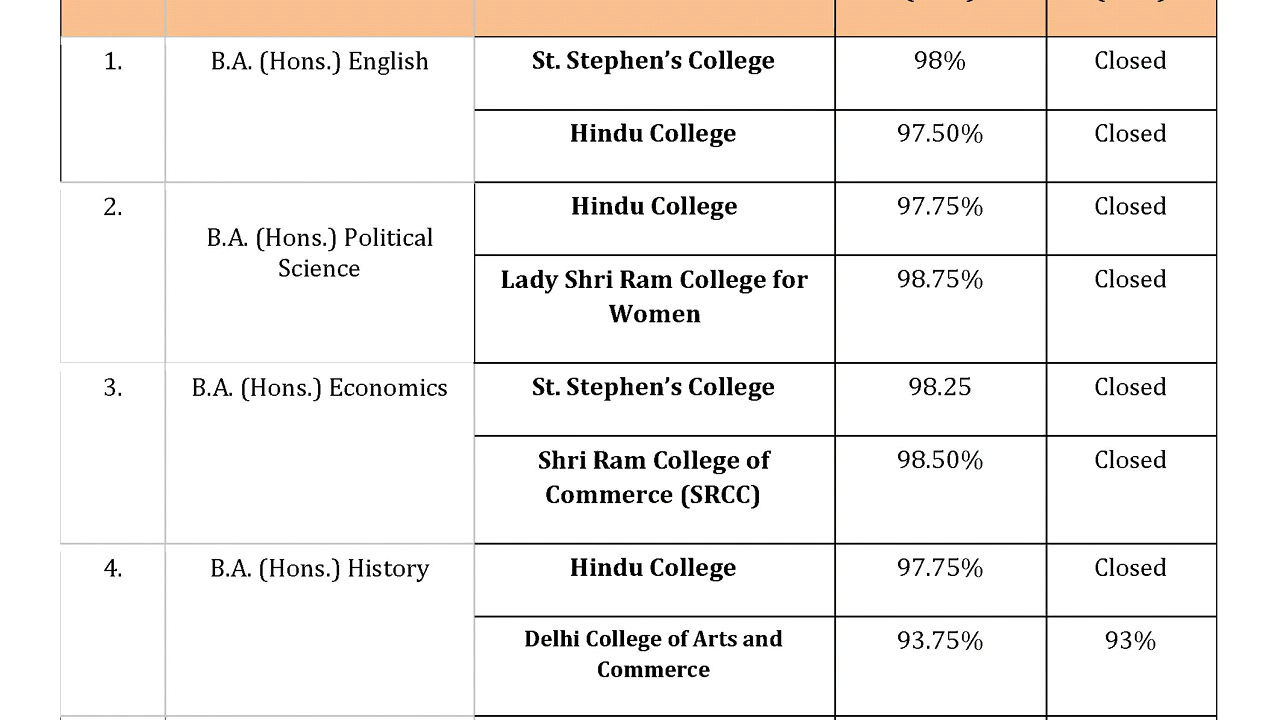 1. B.A. (Hons.) English St. Stephen’s College 98% Closed
Hindu College 97.50% Closed
2. Hindu College 97.75% Closed
B.A. (Hons.) Political
Science
Lady Shri Ram College for 98.75% Closed
Women
3. B.A. (Hons.) Economics St. Stephen’s College 98.25 Closed
Shri Ram College of 98.50% Closed
Commerce (SRCC)
4. B.A. (Hons.) History Hindu College 97.75% Closed
Delhi College of Arts and 93.75% 93%
Commerce